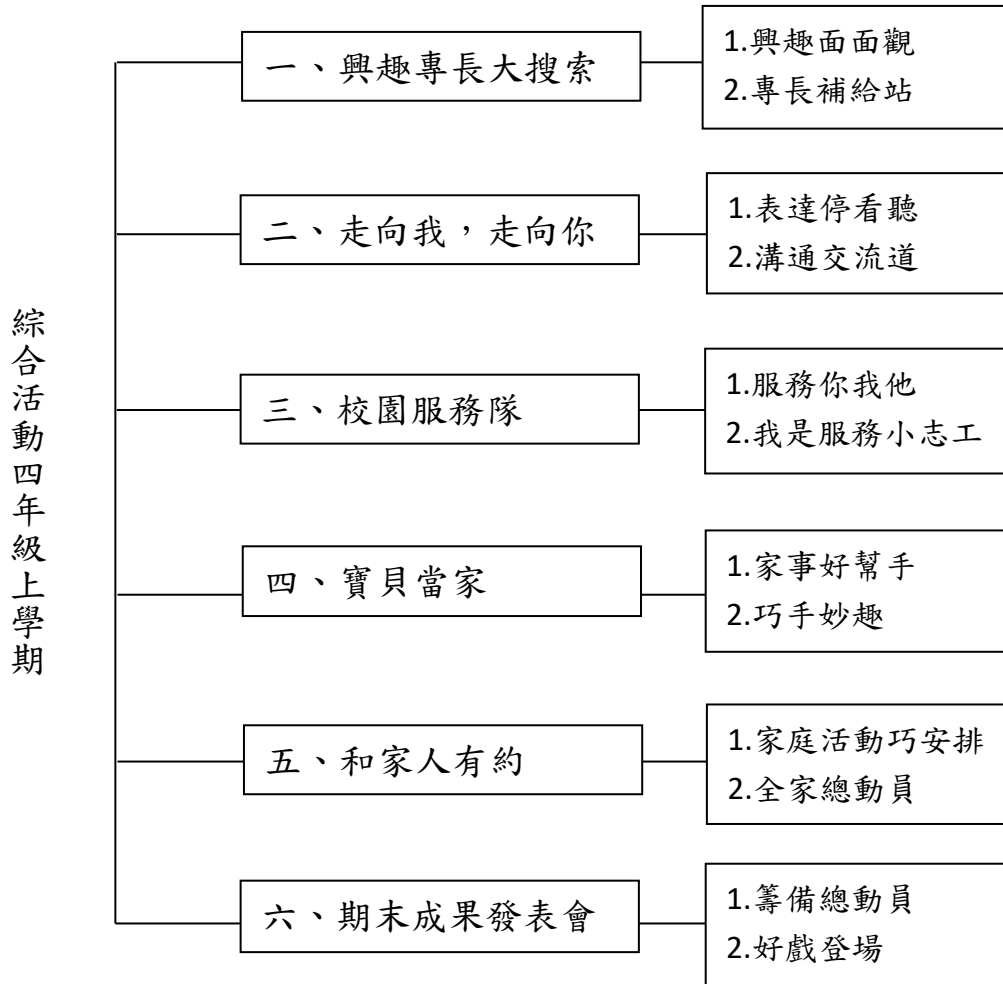 綜合活動四年級上學期
一、興趣專長大搜索
1.興趣面面觀
2.專長補給站
二、走向我，走向你
1.表達停看聽
2.溝通交流道
三、校園服務隊
1.服務你我他
2.我是服務小志工
四、寶貝當家
1.家事好幫手
2.巧手妙趣
五、和家人有約
1.家庭活動巧安排
2.全家總動員
六、期末成果發表會
1.籌備總動員
2.好戲登場